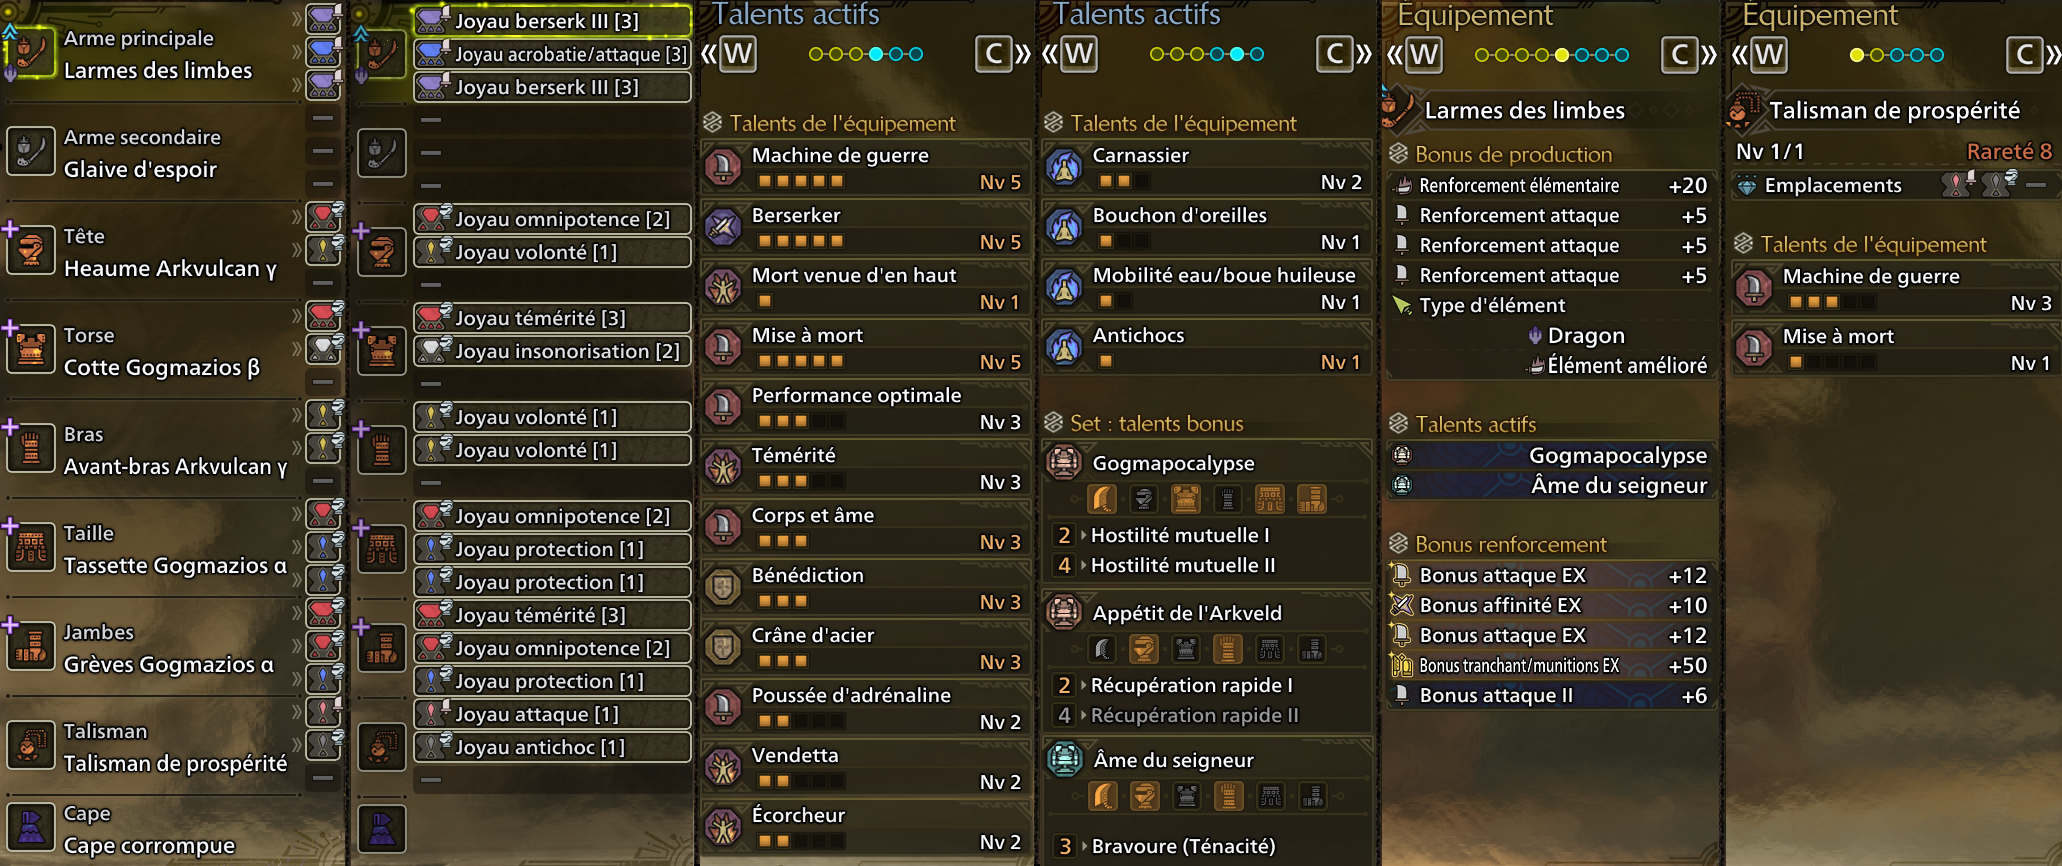 Arme principale
Larmes des limbes
Arme secondaire
Glaive d'espoir
Tête
Heaume Arkvulcan γ
Torse
Cotte Gogmazios β
Bras
Avant-bras Arkvulcan γ
Taille
Tassette Gogmazios α
Jambes
Grèves Gogmazios α
Talisman
Talisman de prospérité
Cape
Cape corrompue
Joyau berserk III [3]
Joyau acrobatie/attaque [3]
Joyau berserk III [3]
Joyau omnipotence [2]
Joyau volonté [1]
Joyau témérité [3]
Joyau insonorisation [2]
Joyau volonté [1]
Joyau volonté [1]
Joyau omnipotence [2]
Joyau protection [1]
Joyau protection [1]
Joyau témérité [3]
Joyau omnipotence [2]
Joyau protection [1]
Joyau attaque [1]
Joyau antichoc [1]
Talents actifs
W C
Talents de l'équipement
Machine de guerre
Nv 5
Berserker
Nv 5
Mort venue d'en haut
Nv 1
Mise à mort
Nv 5
Performance optimale
Nv 3
Témérité
Nv 3
Corps et âme
Nv 3
Bénédiction
Nv 3
Crâne d'acier
Nv 3
Poussée d'adrénaline
Nv 2
Vendetta
Nv 2
Écorcheur
Nv 2
Talents actifs
W C
Talents de l'équipement
Carnassier
Nv 2
Bouchon d'oreilles
Nv 1
Mobilité eau/boue huileuse
Nv 1
Antichocs
Nv 1
Set : talents bonus
Gogmapocalypse
2 Hostilité mutuelle I
4 Hostilité mutuelle II
Appétit de l'Arkveld
2 Récupération rapide I
4 Récupération rapide II
Âme du seigneur
3 Bravoure (Ténacité)
Équipement
W C
Larmes des limbes
Bonus de production
Renforcement élémentaire +20
Renforcement attaque +5
Renforcement attaque +5
Renforcement attaque +5
Type d'élément
Dragon
Élément amélioré
Talents actifs
Gogmapocalypse
Âme du seigneur
Bonus renforcement
Bonus attaque EX +12
Bonus affinité EX +10
Bonus attaque EX +12
Bonus tranchant/munitions EX +50
Bonus attaque II +6
Équipement
W C
Talisman de prospérité
Nv 1/1 Rareté 8
Emplacements
Talents de l'équipement
Machine de guerre
Nv 3
Mise à mort
Nv 1